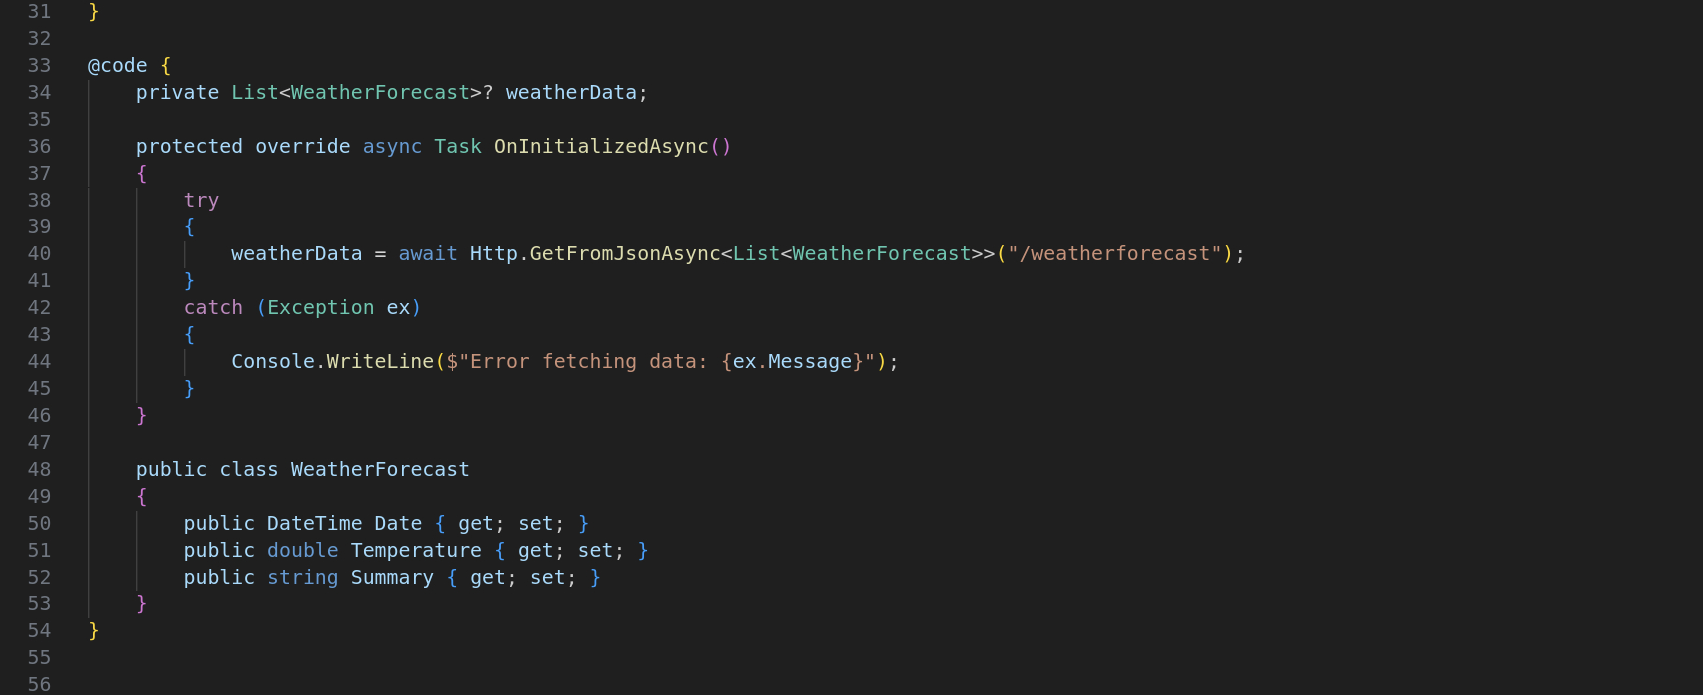 31 }
32
33 @code {
34     private List<WeatherForecast>? weatherData;
35
36     protected override async Task OnInitializedAsync()
37     {
38         try
39         {
40             weatherData = await Http.GetFromJsonAsync<List<WeatherForecast>>("/weatherforecast");
41         }
42         catch (Exception ex)
43         {
44             Console.WriteLine($"Error fetching data: {ex.Message}");
45         }
46     }
47
48     public class WeatherForecast
49     {
50         public DateTime Date { get; set; }
51         public double Temperature { get; set; }
52         public string Summary { get; set; }
53     }
54 }
55
56